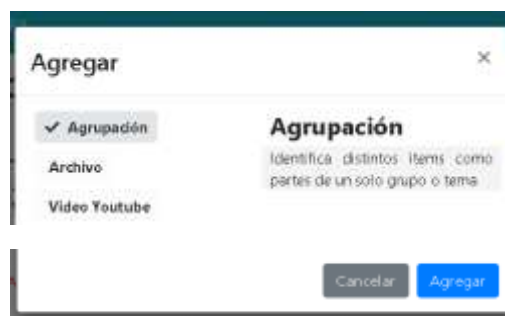 Agregar
×
✓ Agrupación
Archivo
Video Youtube
Agrupación
Identifica distintos items como
partes de un solo grupo o tema
Cancelar
Agregar